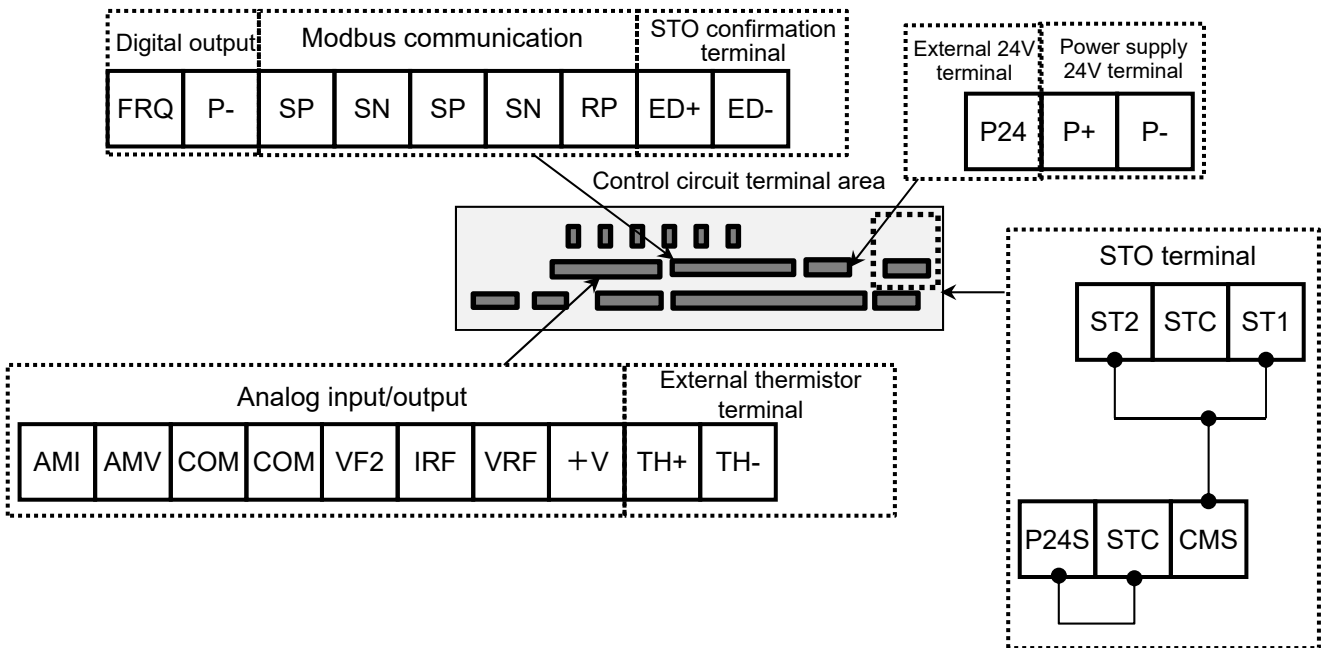 Digital output
Modbus communication
STO confirmation
terminal
FRQ P- SP SN SP SN RP ED+ ED-
External 24V
terminal
Power supply
24V terminal
P24 P+ P-
Control circuit terminal area
STO terminal
ST2 STC ST1
P24S STC CMS
Analog input/output
External thermistor
terminal
AMI AMV COM COM VF2 IRF VRF +V TH+ TH-